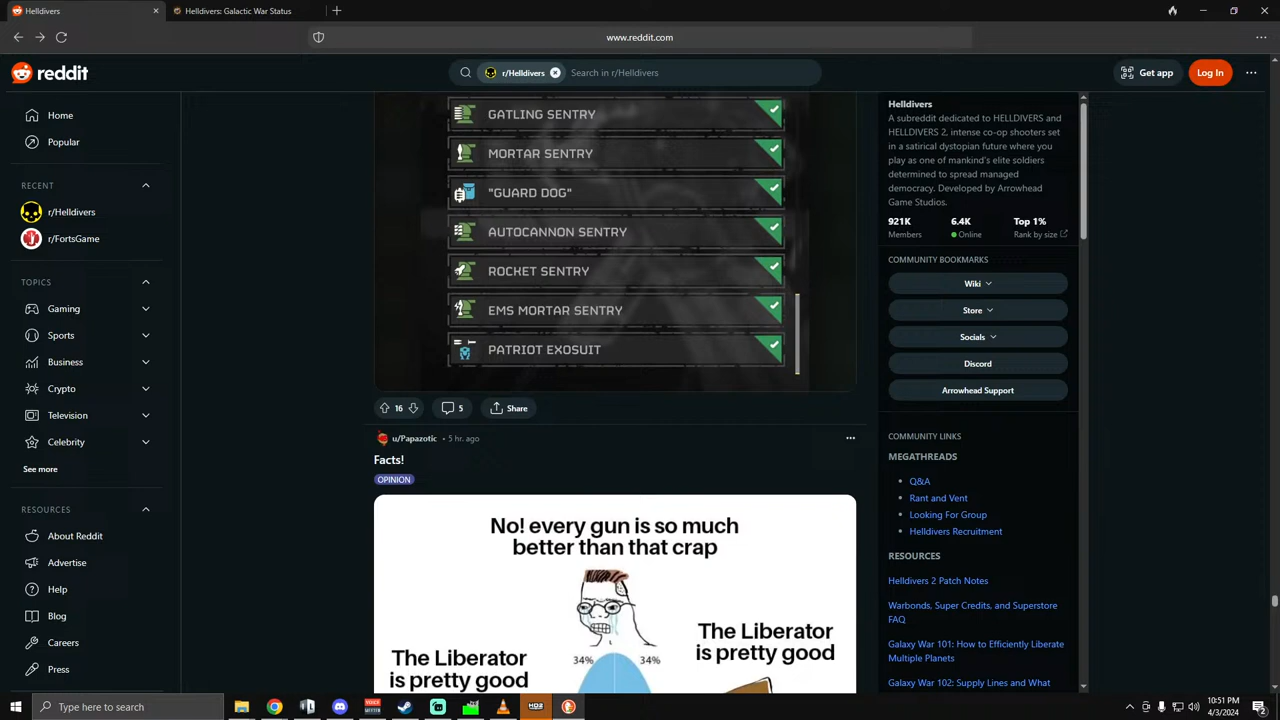 Helldivers
Helldivers: Galactic War Status
www.reddit.com
reddit
r/Helldivers
Search in r/Helldivers
Get app
Log In
Home
Popular
RECENT
r/Helldivers
r/FortsGame
TOPICS
Gaming
Sports
Business
Crypto
Television
Celebrity
See more
RESOURCES
About Reddit
Advertise
Help
Blog
Careers
Press
GATLING SENTRY
MORTAR SENTRY
"GUARD DOG"
AUTOCANNON SENTRY
ROCKET SENTRY
EMS MORTAR SENTRY
PATRIOT EXOSUIT
16
5
Share
u/Papazotic • 5 hr. ago
Facts!
OPINION
No! every gun is so much
better than that crap
The Liberator
is pretty good
34%
34%
The Liberator
is pretty good
Helldivers
A subreddit dedicated to HELLDIVERS and
HELLDIVERS 2, intense co-op shooters set
in a satirical dystopian future where you
play as one of mankind's elite soldiers
determined to spread managed
democracy. Developed by Arrowhead
Game Studios.
921K
Members
6.4K
Online
Top 1%
Rank by size
COMMUNITY BOOKMARKS
Wiki
Store
Socials
Discord
Arrowhead Support
COMMUNITY LINKS
MEGATHREADS
Q&A
Rant and Vent
Looking For Group
Helldivers Recruitment
RESOURCES
Helldivers 2 Patch Notes
Warbonds, Super Credits, and Superstore
FAQ
Galaxy War 101: How to Efficiently Liberate
Multiple Planets
Galaxy War 102: Supply Lines and What
Type here to search
HD2
10:51 PM
4/3/2024